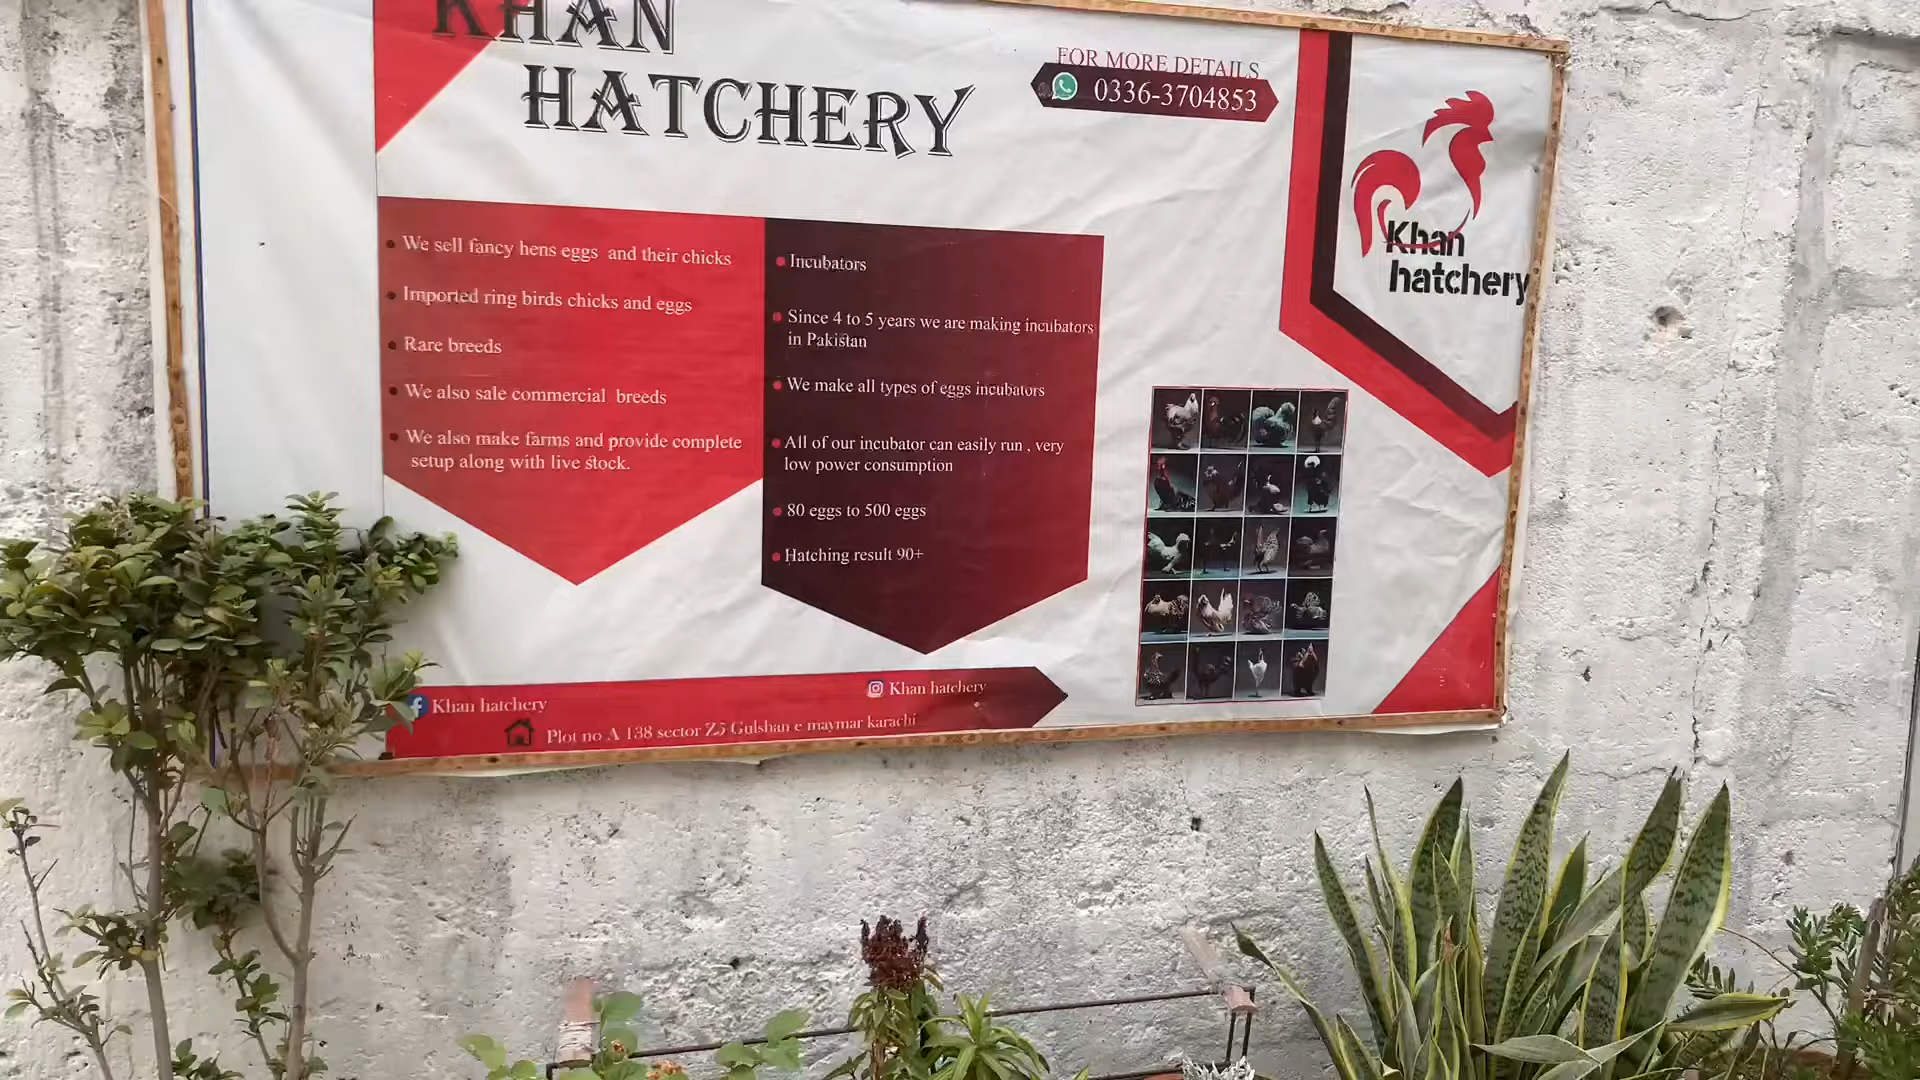 KHAN
HATCHERY
FOR MORE DETAILS
0336-3704853
Khan
hatchery
We sell fancy hens eggs and their chicks
Imported ring birds chicks and eggs
Rare breeds
We also sale commercial breeds
We also make farms and provide complete
setup along with live stock.
Incubators
Since 4 to 5 years we are making incubators
in Pakistan
We make all types of eggs incubators
All of our incubator can easily run , very
low power consumption
80 eggs to 500 eggs
Hatching result 90+
Khan hatchery
Khan hatchery
Plot no A 138 sector Z5 Gulshan e maymar karachi